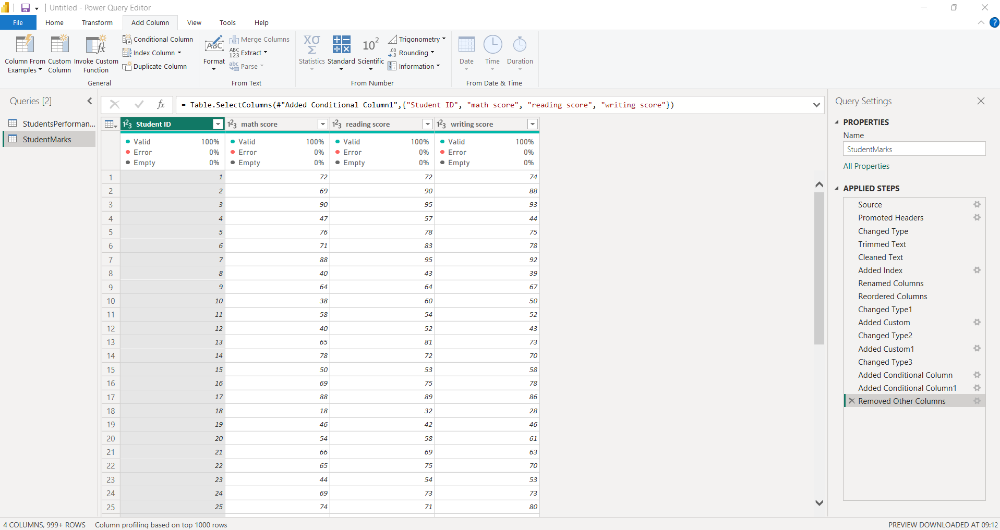 Untitled - Power Query Editor
File Home Transform Add Column View Tools Help ?
Column From Examples
Custom Column
Invoke Custom Function
fx
Conditional Column
Index Column
Duplicate Column
General
ABC
Format
Merge Columns
ABC 123 Extract
abc Parse
From Text
XΣ σ Statistics
Standard
10² Scientific
Trigonometry
.00 .0 Rounding
Information
From Number
Date
Time
Duration
From Date & Time
Queries [2]
StudentsPerforman...
StudentMarks
fx = Table.SelectColumns(#"Added Conditional Column1",{"Student ID", "math score", "reading score", "writing score"})
1²3 Student ID 1²3 math score 1²3 reading score 1²3 writing score
Valid 100% Valid 100% Valid 100% Valid 100%
Error 0% Error 0% Error 0% Error 0%
Empty 0% Empty 0% Empty 0% Empty 0%
1 1 72 72 74
2 2 69 90 88
3 3 90 95 93
4 4 47 57 44
5 5 76 78 75
6 6 71 83 78
7 7 88 95 92
8 8 40 43 39
9 9 64 64 67
10 10 38 60 50
11 11 58 54 52
12 12 40 52 43
13 13 65 81 73
14 14 78 72 70
15 15 50 53 58
16 16 69 75 78
17 17 88 89 86
18 18 18 32 28
19 19 46 42 46
20 20 54 58 61
21 21 66 69 63
22 22 65 75 70
23 23 44 54 53
24 24 69 73 73
25 25 74 71 80
Query Settings
PROPERTIES
Name
StudentMarks
All Properties
APPLIED STEPS
Source
Promoted Headers
Changed Type
Trimmed Text
Cleaned Text
Added Index
Renamed Columns
Reordered Columns
Changed Type1
Added Custom
Changed Type2
Added Custom1
Changed Type3
Added Conditional Column
Added Conditional Column1
Removed Other Columns
4 COLUMNS, 999+ ROWS Column profiling based on top 1000 rows
PREVIEW DOWNLOADED AT 09:12